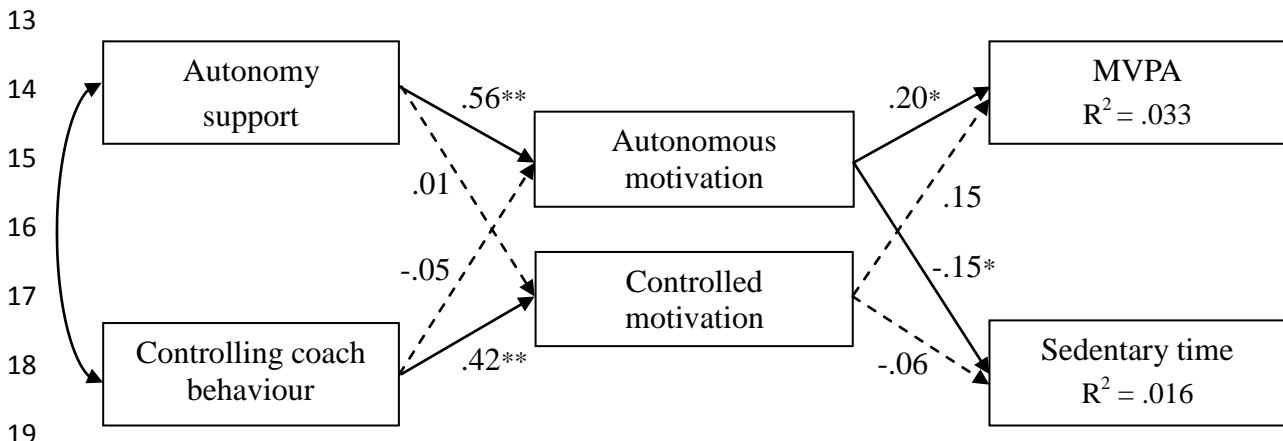 13
Autonomy
support
14
.56**
.20*
MVPA
R² = .033
15
Autonomous
motivation
.01
.15
16
-.05
-.15*
17
Controlled
motivation
18
Controlling coach
behaviour
.42**
-.06
Sedentary time
R² = .016
19